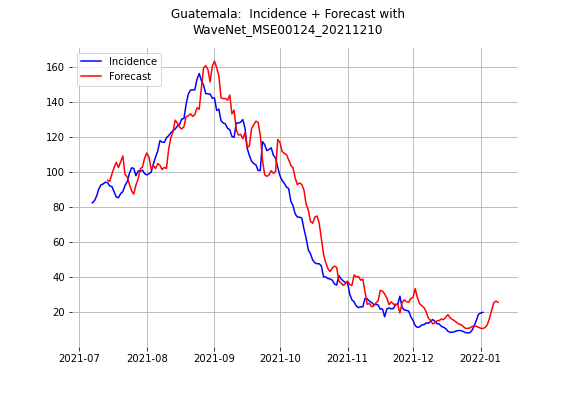 Guatemala:  Incidence + Forecast with
WaveNet_MSE00124_20211210
Incidence
Forecast
160
140
120
100
80
60
40
20
2021-07 2021-08 2021-09 2021-10 2021-11 2021-12 2022-01